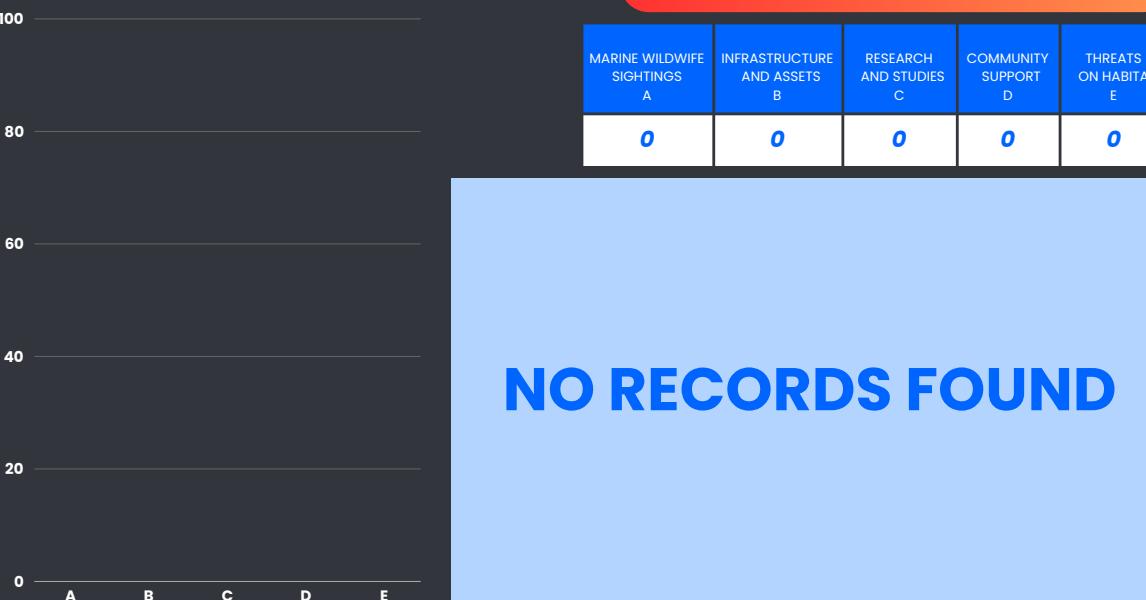 100
80
60
40
20
0
A B C D E
MARINE WILDWIFE
SIGHTINGS
A
INFRASTRUCTURE
AND ASSETS
B
RESEARCH
AND STUDIES
C
COMMUNITY
SUPPORT
D
THREATS
ON HABITA
E
0 0 0 0 0
NO RECORDS FOUND